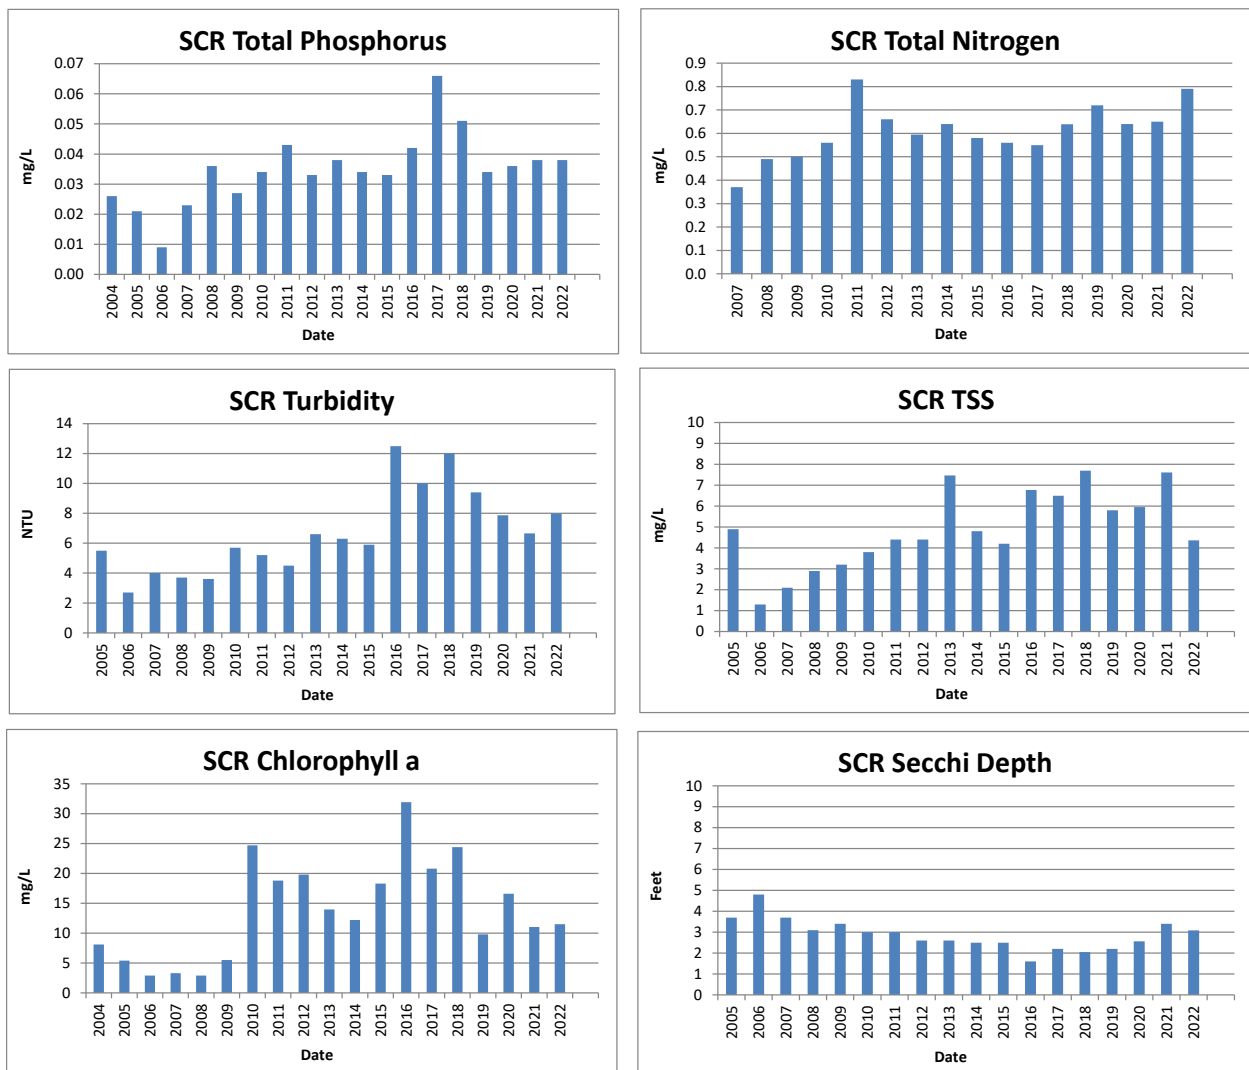 SCR Total Phosphorus
0.07
0.06
0.05
0.04
0.03
0.02
0.01
0.00
mg/L
2004 2005 2006 2007 2008 2009 2010 2011 2012 2013 2014 2015 2016 2017 2018 2019 2020 2021 2022
Date
SCR Total Nitrogen
0.9
0.8
0.7
0.6
0.5
0.4
0.3
0.2
0.1
0.0
mg/L
2007 2008 2009 2010 2011 2012 2013 2014 2015 2016 2017 2018 2019 2020 2021 2022
Date
SCR Turbidity
14
12
10
8
6
4
2
0
NTU
2005 2006 2007 2008 2009 2010 2011 2012 2013 2014 2015 2016 2017 2018 2019 2020 2021 2022
Date
SCR TSS
10
9
8
7
6
5
4
3
2
1
0
mg/L
2005 2006 2007 2008 2009 2010 2011 2012 2013 2014 2015 2016 2017 2018 2019 2020 2021 2022
Date
SCR Chlorophyll a
35
30
25
20
15
10
5
0
mg/L
2004 2005 2006 2007 2008 2009 2010 2011 2012 2013 2014 2015 2016 2017 2018 2019 2020 2021 2022
Date
SCR Secchi Depth
10
9
8
7
6
5
4
3
2
1
0
Feet
2005 2006 2007 2008 2009 2010 2011 2012 2013 2014 2015 2016 2017 2018 2019 2020 2021 2022
Date